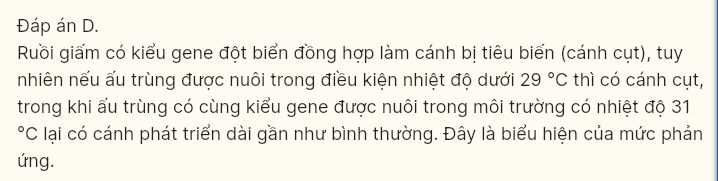 Đáp án D.
Ruồi giấm có kiểu gene đột biến đồng hợp làm cánh bị tiêu biến (cánh cụt), tuy
nhiên nếu ấu trùng được nuôi trong điều kiện nhiệt độ dưới 29 °C thì có cánh cụt,
trong khi ấu trùng có cùng kiểu gene được nuôi trong môi trường có nhiệt độ 31
°C lại có cánh phát triển dài gần như bình thường. Đây là biểu hiện của mức phản
ứng.